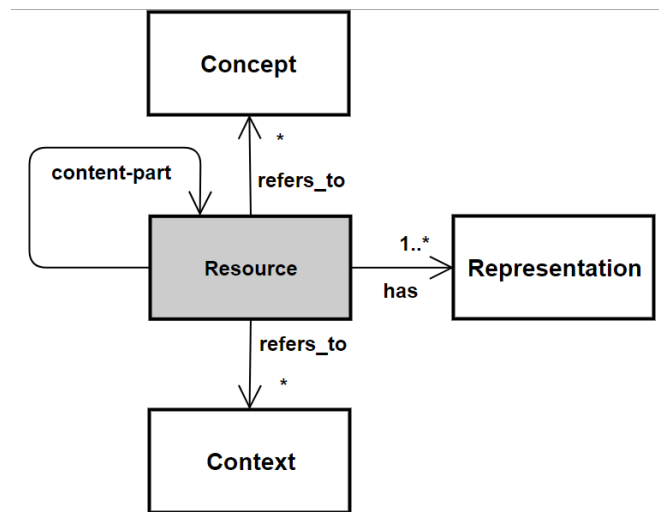 Concept
*
content-part
refers_to
1..*
Resource
Representation
has
refers_to
*
Context